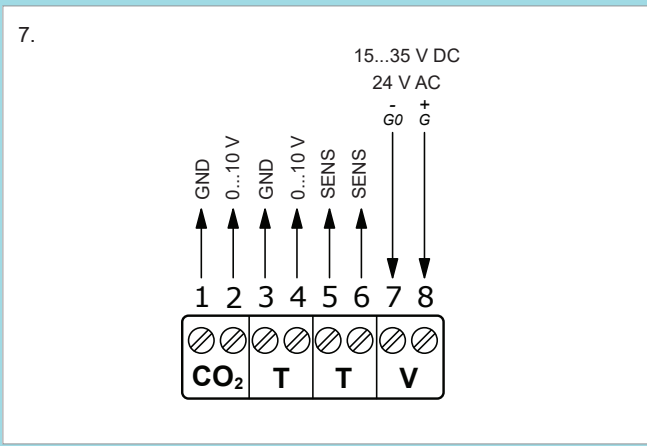 7.
15...35 V DC
24 V AC
- +
G0 G
GND 0...10 V GND 0...10 V SENS SENS
1 2 3 4 5 6 7 8
CO₂ T T V